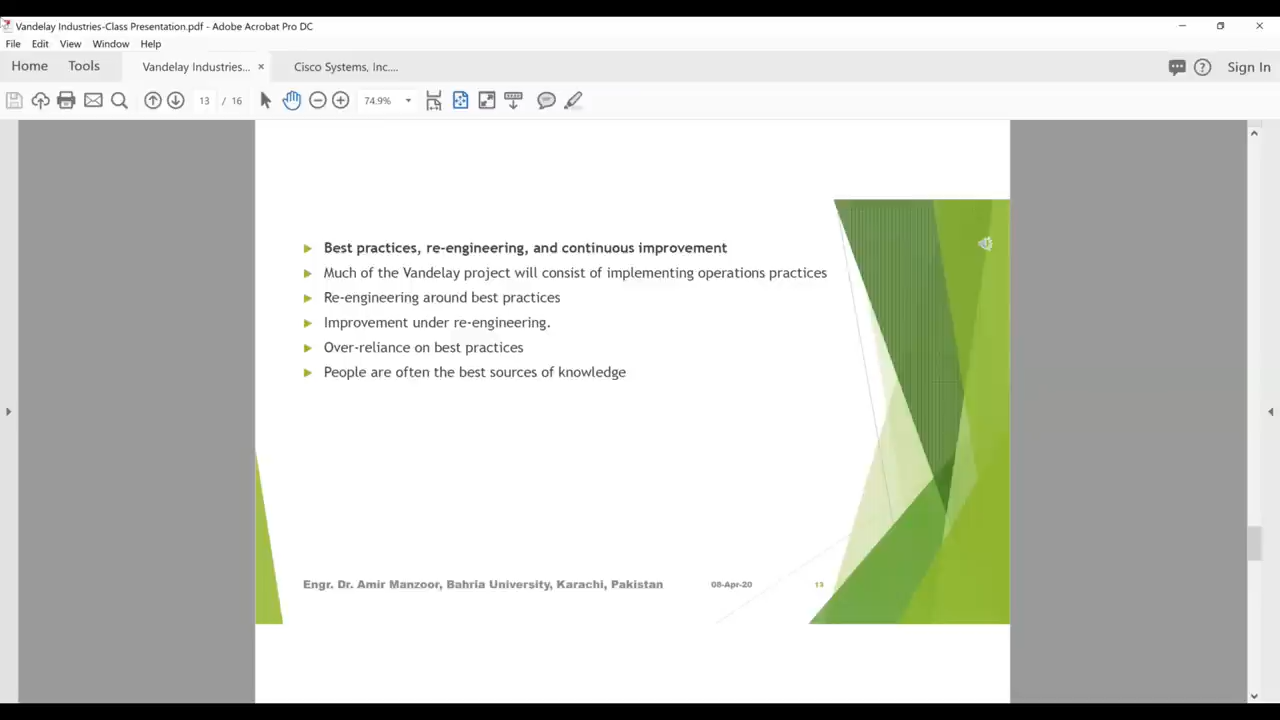 Vandelay Industries-Class Presentation.pdf - Adobe Acrobat Pro DC
File Edit View Window Help
Home Tools Vandelay Industries... × Cisco Systems, Inc.... Sign In
13 / 16 74.9%
Best practices, re-engineering, and continuous improvement
Much of the Vandelay project will consist of implementing operations practices
Re-engineering around best practices
Improvement under re-engineering.
Over-reliance on best practices
People are often the best sources of knowledge
Engr. Dr. Amir Manzoor, Bahria University, Karachi, Pakistan 08-Apr-20 13